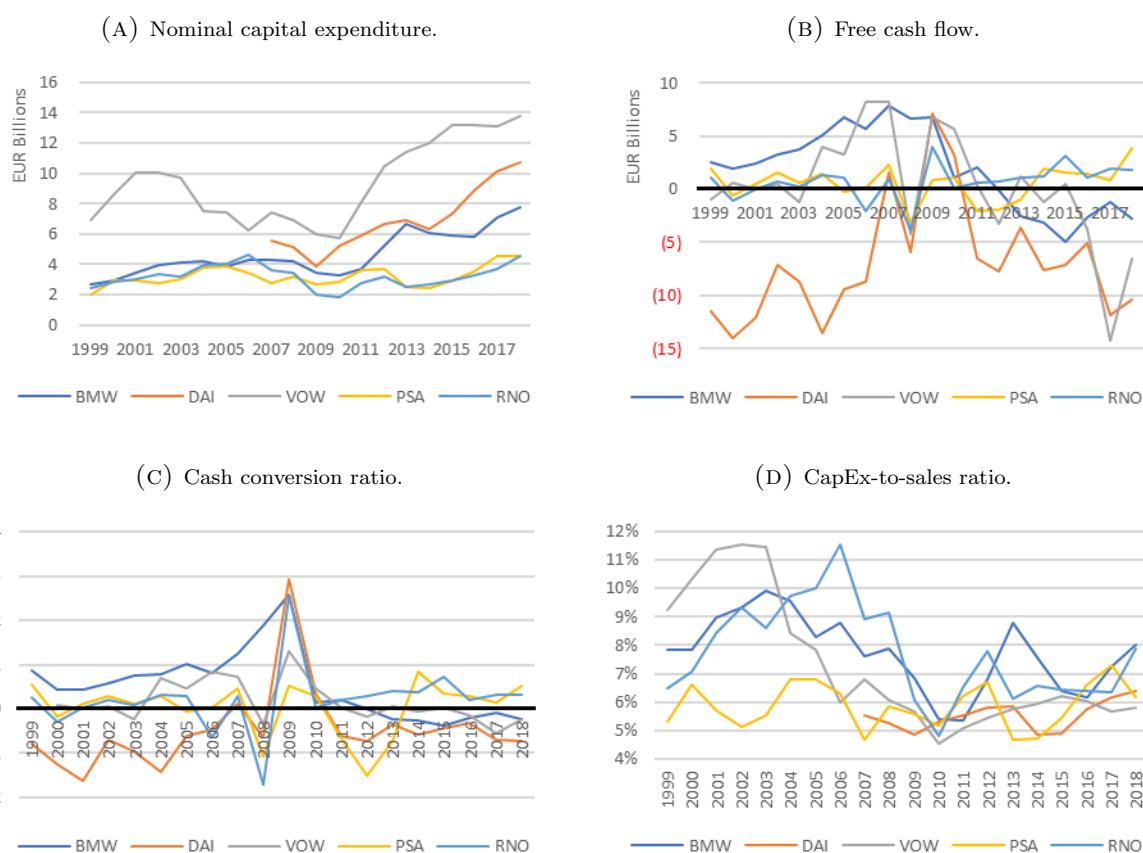 (A) Nominal capital expenditure.
EUR Billions
16
14
12
10
8
6
4
2
0
1999 2001 2003 2005 2007 2009 2011 2013 2015 2017
BMW DAI VOW PSA RNO
(B) Free cash flow.
EUR Billions
10
5
0
1999 2001 2003 2005 2007 2009 2011 2013 2015 2017
(5)
(10)
(15)
BMW DAI VOW PSA RNO
(C) Cash conversion ratio.
1999 2000 2001 2002 2003 2004 2005 2006 2007 2008 2009 2010 2011 2012 2013 2014 2015 2016 2017 2018
BMW DAI VOW PSA RNO
(D) CapEx-to-sales ratio.
12%
11%
10%
9%
8%
7%
6%
5%
4%
1999 2000 2001 2002 2003 2004 2005 2006 2007 2008 2009 2010 2011 2012 2013 2014 2015 2016 2017 2018
BMW DAI VOW PSA RNO